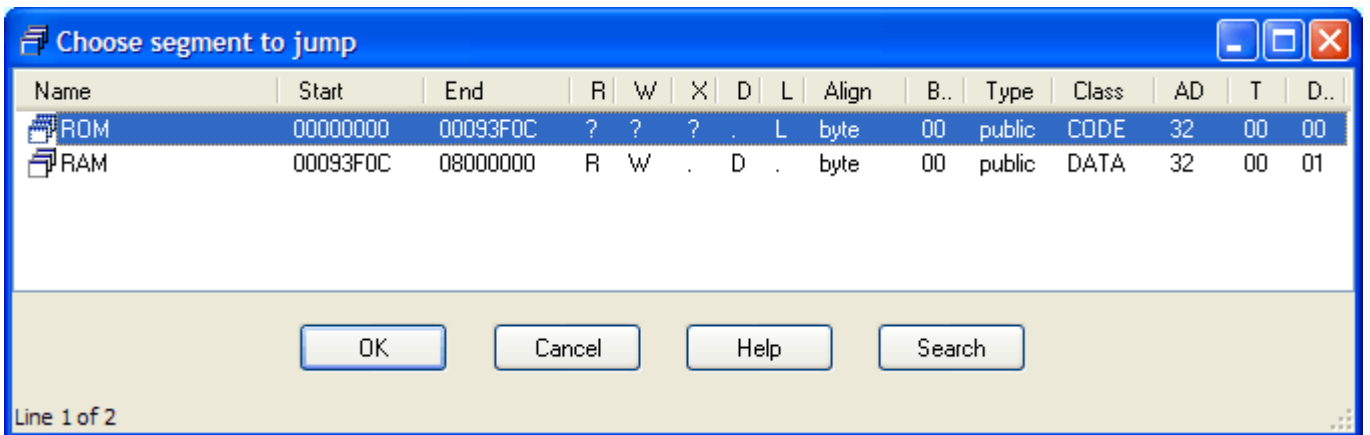 Choose segment to jump
Name Start End R W X D L Align B.. Type Class AD T D..
ROM 00000000 00093F0C ? ? ? . L byte 00 public CODE 32 00 00
RAM 00093F0C 08000000 R W . D . byte 00 public DATA 32 00 01
OK Cancel Help Search
Line 1 of 2